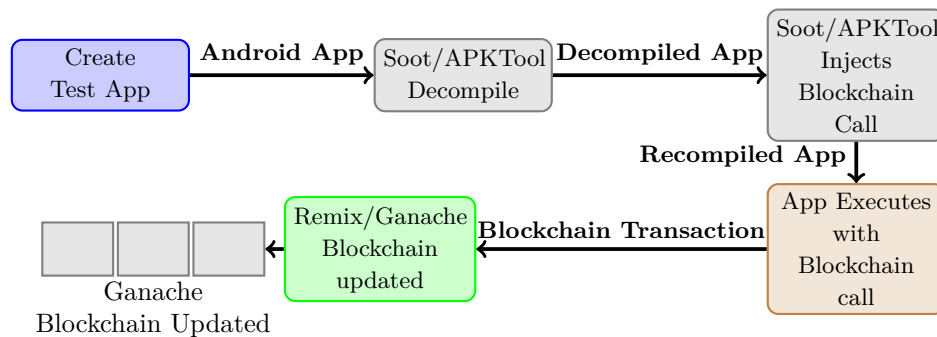 Create
Test App
Android App
Soot/APKTool
Decompile
Decompiled App
Soot/APKTool
Injects
Blockchain
Call
Recompiled App
App Executes
with
Blockchain
call
Blockchain Transaction
Remix/Ganache
Blockchain
updated
Ganache
Blockchain Updated